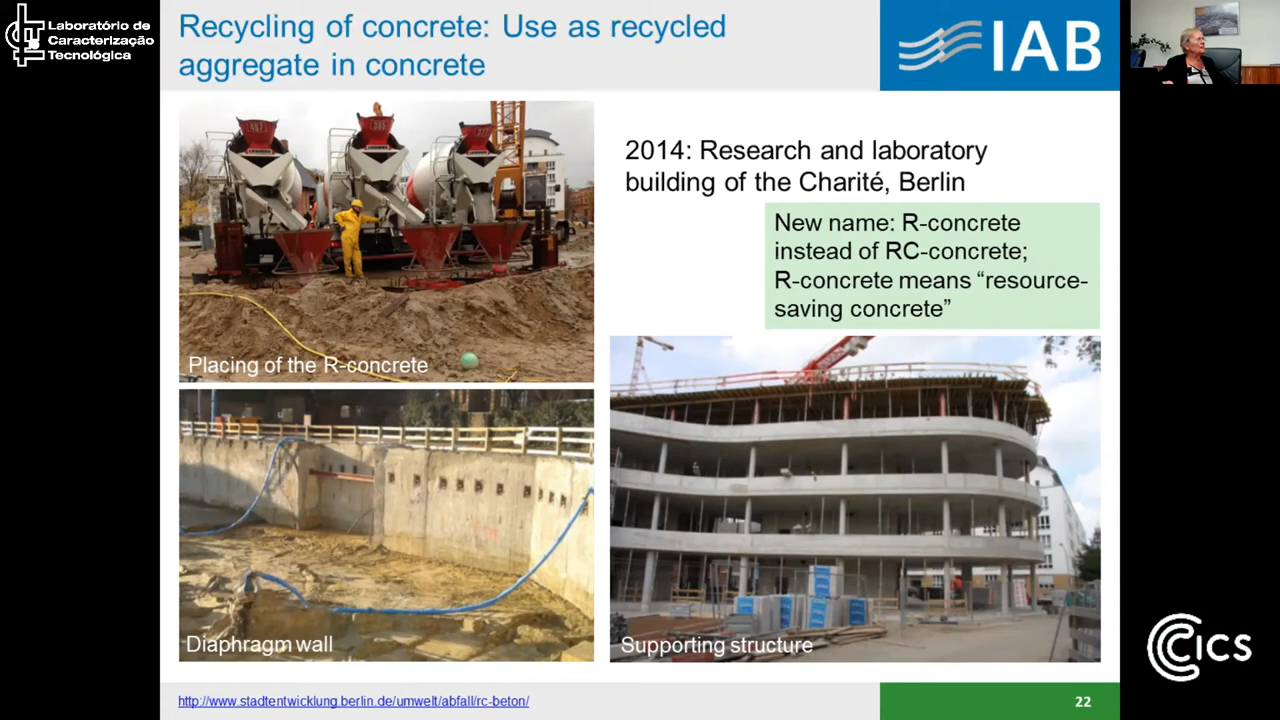 Laboratório de
Caracterização
Tecnológica
Recycling of concrete: Use as recycled
aggregate in concrete
IAB
2014: Research and laboratory
building of the Charité, Berlin
New name: R-concrete
instead of RC-concrete;
R-concrete means “resource-
saving concrete”
Placing of the R-concrete
Diaphragm wall
Supporting structure
CICS
http://www.stadtentwicklung.berlin.de/umwelt/abfall/rc-beton/
22